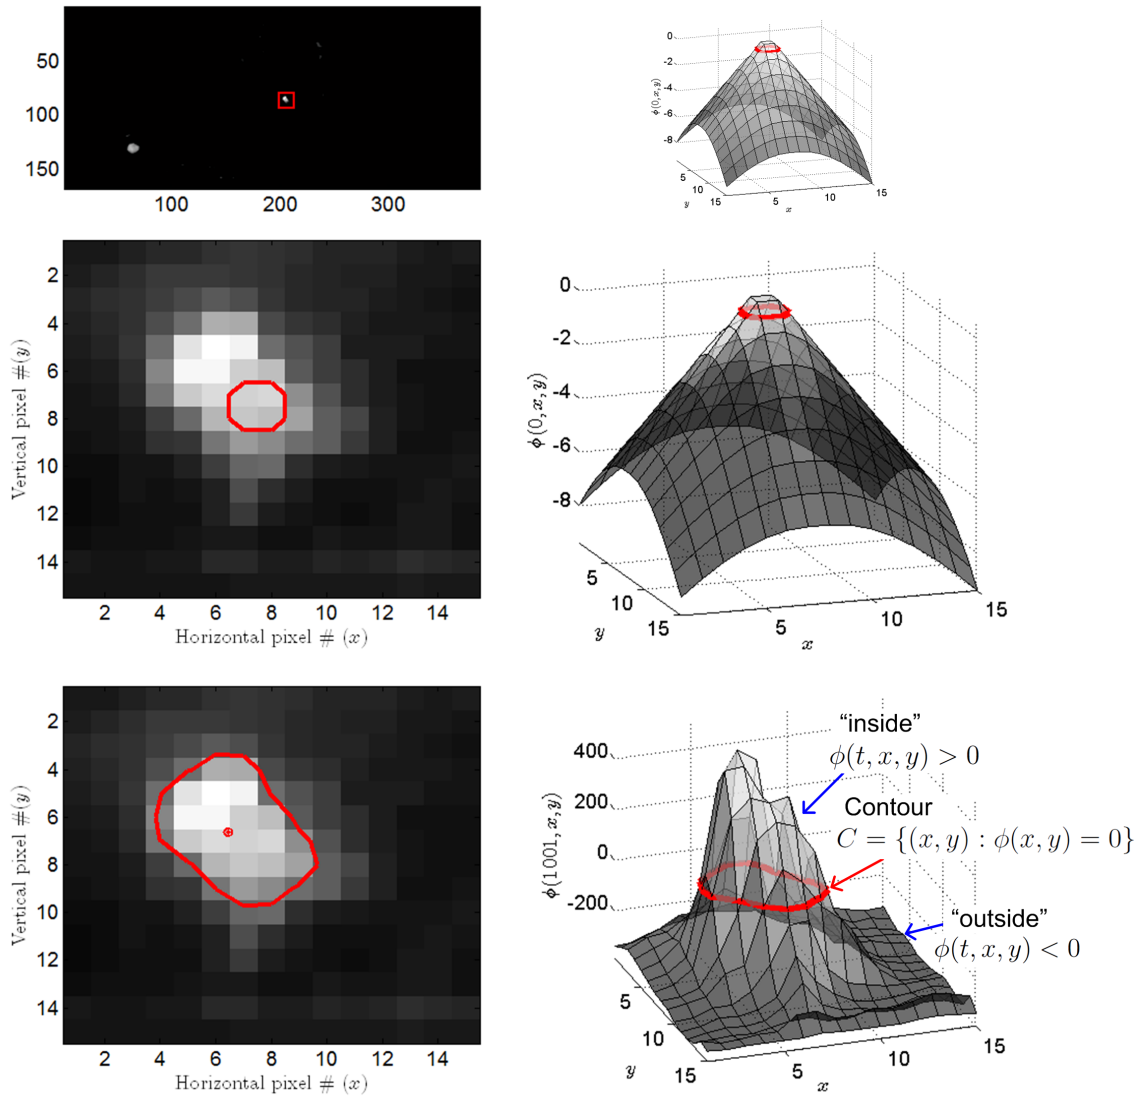 50
100
150
100 200 300
0
-2
-4
-6
-8
ϕ(0,x,y)
5
10
15
y
5
10
15
x
2
4
6
8
10
12
14
Vertical pixel #(y)
2 4 6 8 10 12 14
Horizontal pixel # (x)
0
-2
-4
-6
-8
ϕ(0,x,y)
5
10
15
y
5
10
15
x
2
4
6
8
10
12
14
Vertical pixel #(y)
2 4 6 8 10 12 14
Horizontal pixel # (x)
400
200
0
-200
ϕ(1001,x,y)
“inside”
ϕ(t, x, y) > 0
Contour
C = {(x, y) : ϕ(x, y) = 0}
“outside”
ϕ(t, x, y) < 0
5
10
15
y
5
10
15
x